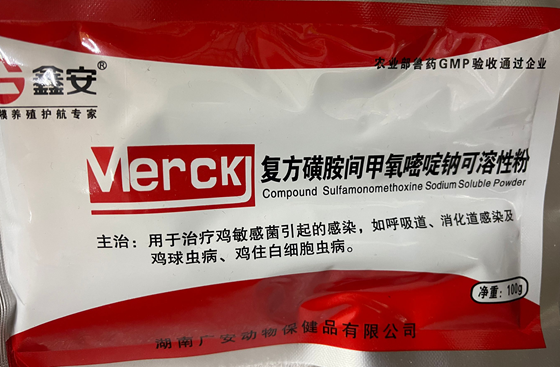 鑫安®
农业部兽药GMP验收通过企业
模养殖护航专家
Merck
复方磺胺间甲氧嘧啶钠可溶性粉
Compound Sulfamonomethoxine Sodium Soluble Powder
主治：用于治疗鸡敏感菌引起的感染，如呼吸道、消化道感染及
鸡球虫病、鸡住白细胞虫病。
净重：100g
湖南广安动物保健品有限公司